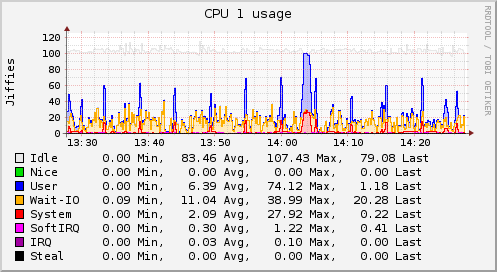 CPU 1 usage
RRDTOOL / TOBI OETIKER
Jiffies
120
100
80
60
40
20
0
13:30 13:40 13:50 14:00 14:10 14:20
Idle 0.00 Min, 83.46 Avg, 107.43 Max, 79.08 Last
Nice 0.00 Min, 0.00 Avg, 0.00 Max, 0.00 Last
User 0.00 Min, 6.39 Avg, 74.12 Max, 1.18 Last
Wait-IO 0.09 Min, 11.04 Avg, 38.99 Max, 20.28 Last
System 0.00 Min, 2.09 Avg, 27.92 Max, 0.22 Last
SoftIRQ 0.00 Min, 0.30 Avg, 1.22 Max, 0.41 Last
IRQ 0.00 Min, 0.03 Avg, 0.10 Max, 0.00 Last
Steal 0.00 Min, 0.00 Avg, 0.00 Max, 0.00 Last